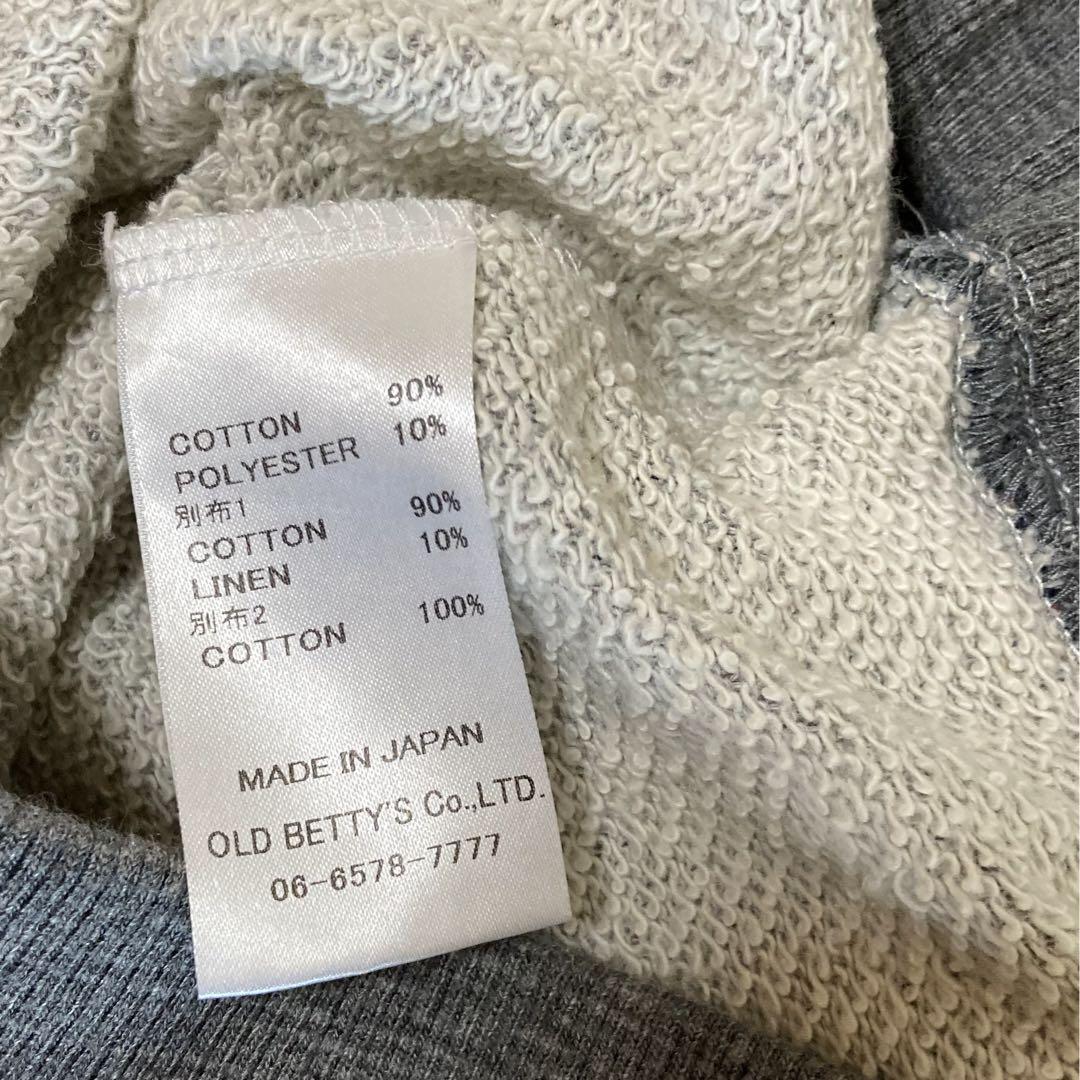 COTTON 90%
POLYESTER 10%
別布1
COTTON 90%
LINEN 10%
別布2
COTTON 100%
MADE IN JAPAN
OLD BETTY'S Co.,LTD.
06-6578-7777